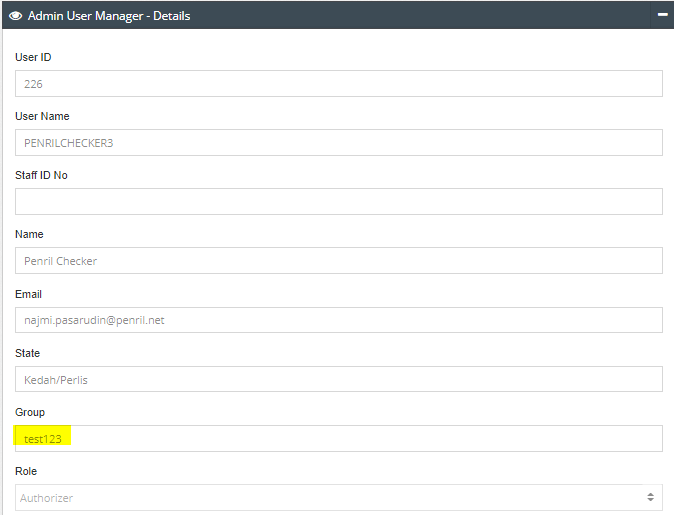 Admin User Manager - Details
User ID
226
User Name
PENRILCHECKER3
Staff ID No
Name
Penril Checker
Email
najmi.pasarudin@penril.net
State
Kedah/Perlis
Group
test123
Role
Authorizer